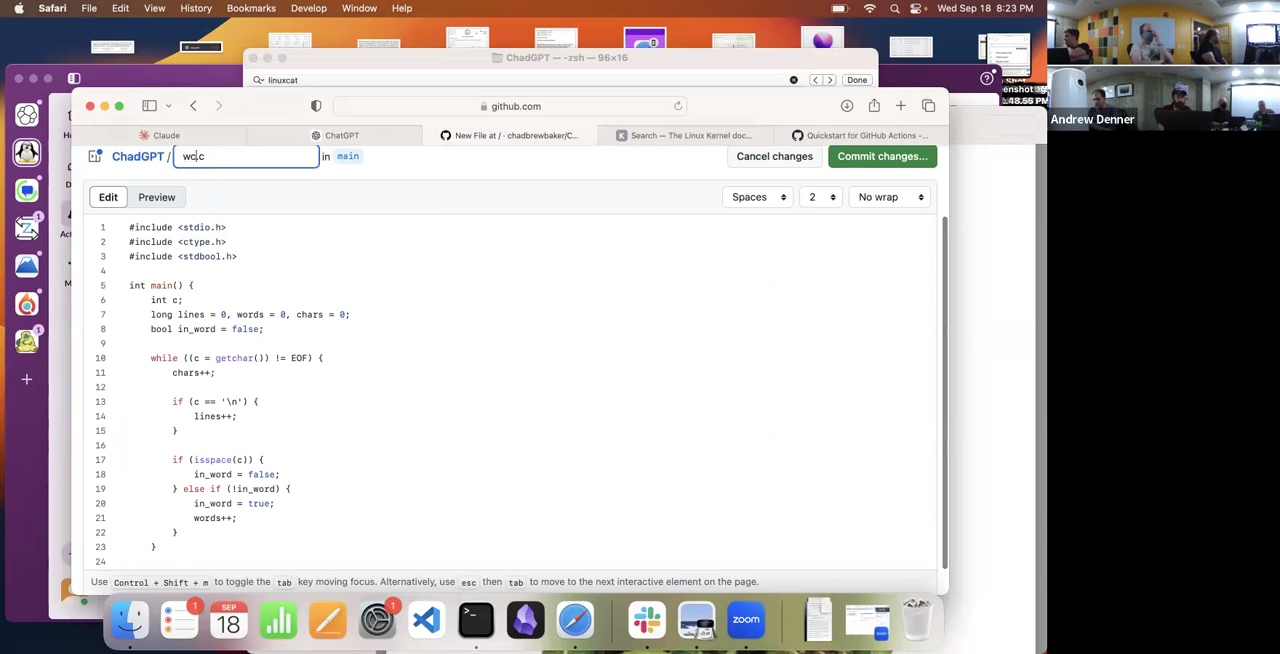 Safari File Edit View History Bookmarks Develop Window Help Wed Sep 18 8:23 PM
ChadGPT — -zsh — 96×16
linuxcat Done
github.com
Claude ChatGPT New File at / · chadbrewbaker/C... Search — The Linux Kernel doc... Quickstart for GitHub Actions -...
ChadGPT / wc.c in main Cancel changes Commit changes...
Edit Preview Spaces 2 No wrap
1 #include <stdio.h>
2 #include <ctype.h>
3 #include <stdbool.h>
4
5 int main() {
6 int c;
7 long lines = 0, words = 0, chars = 0;
8 bool in_word = false;
9
10 while ((c = getchar()) != EOF) {
11 chars++;
12
13 if (c == '\n') {
14 lines++;
15 }
16
17 if (isspace(c)) {
18 in_word = false;
19 } else if (!in_word) {
20 in_word = true;
21 words++;
22 }
23 }
24
Use Control + Shift + m to toggle the tab key moving focus. Alternatively, use esc then tab to move to the next interactive element on the page.
1
1
1
SEP
18
1
zoom
zoom
Andrew Denner